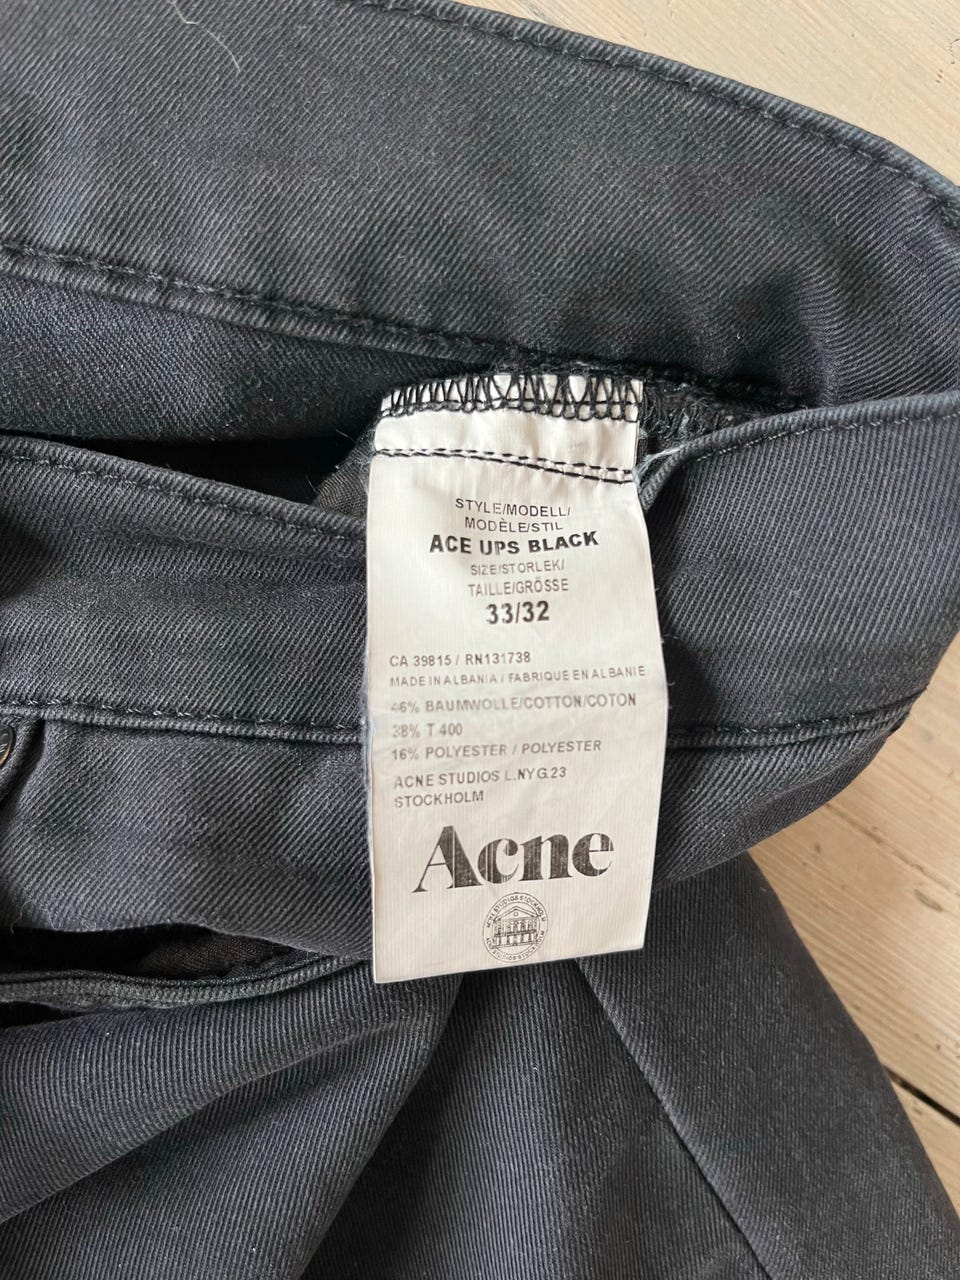 STYLE/MODELL/
MODÈLE/STIL
ACE UPS BLACK
SIZE/STORLEK/
TAILLE/GRÖSSE
33/32
CA 39815 / RN131738
MADE IN ALBANIA / FABRIQUE EN ALBANIE
46% BAUMWOLLE/COTTON/COTON
38% T 400
16% POLYESTER / POLYESTER
ACNE STUDIOS L.NYG.23
STOCKHOLM
Acne